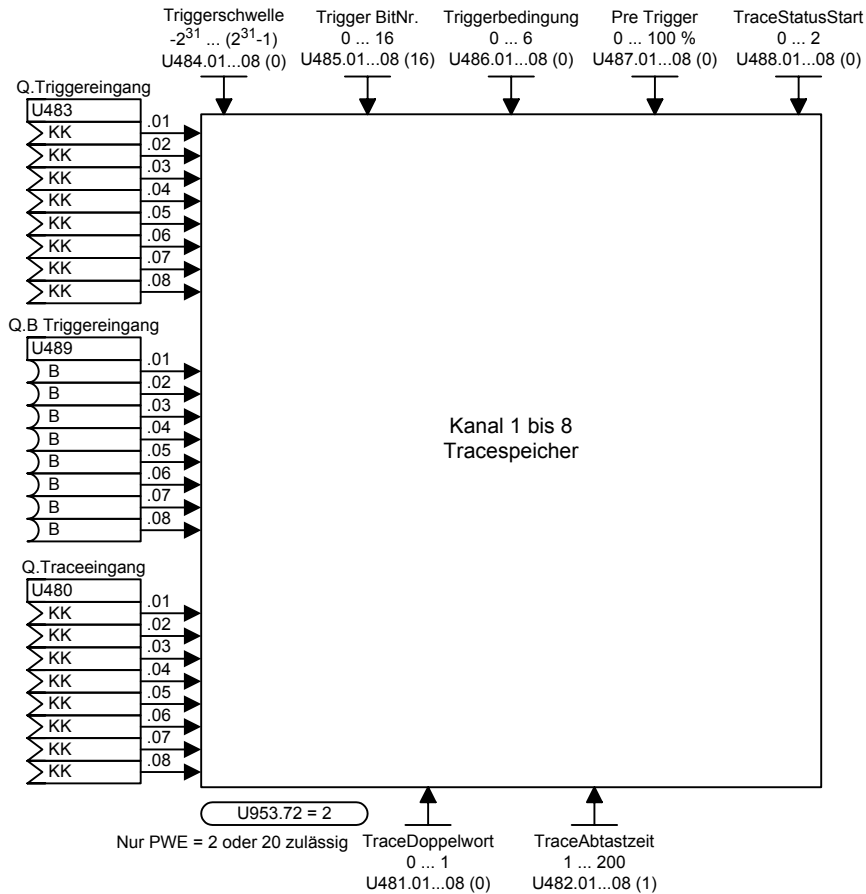 Triggerschwelle
-2^31 ... (2^31-1)
U484.01...08 (0)
Trigger BitNr.
0 ... 16
U485.01...08 (16)
Triggerbedingung
0 ... 6
U486.01...08 (0)
Pre Trigger
0 ... 100 %
U487.01...08 (0)
TraceStatusStart
0 ... 2
U488.01...08 (0)
Q.Triggereingang
U483
KK .01
KK .02
KK .03
KK .04
KK .05
KK .06
KK .07
KK .08
Q.B Triggereingang
U489
B .01
B .02
B .03
B .04
B .05
B .06
B .07
B .08
Kanal 1 bis 8
Tracespeicher
Q.Traceeingang
U480
KK .01
KK .02
KK .03
KK .04
KK .05
KK .06
KK .07
KK .08
U953.72 = 2
Nur PWE = 2 oder 20 zulässig
TraceDoppelwort
0 ... 1
U481.01...08 (0)
TraceAbtastzeit
1 ... 200
U482.01...08 (1)